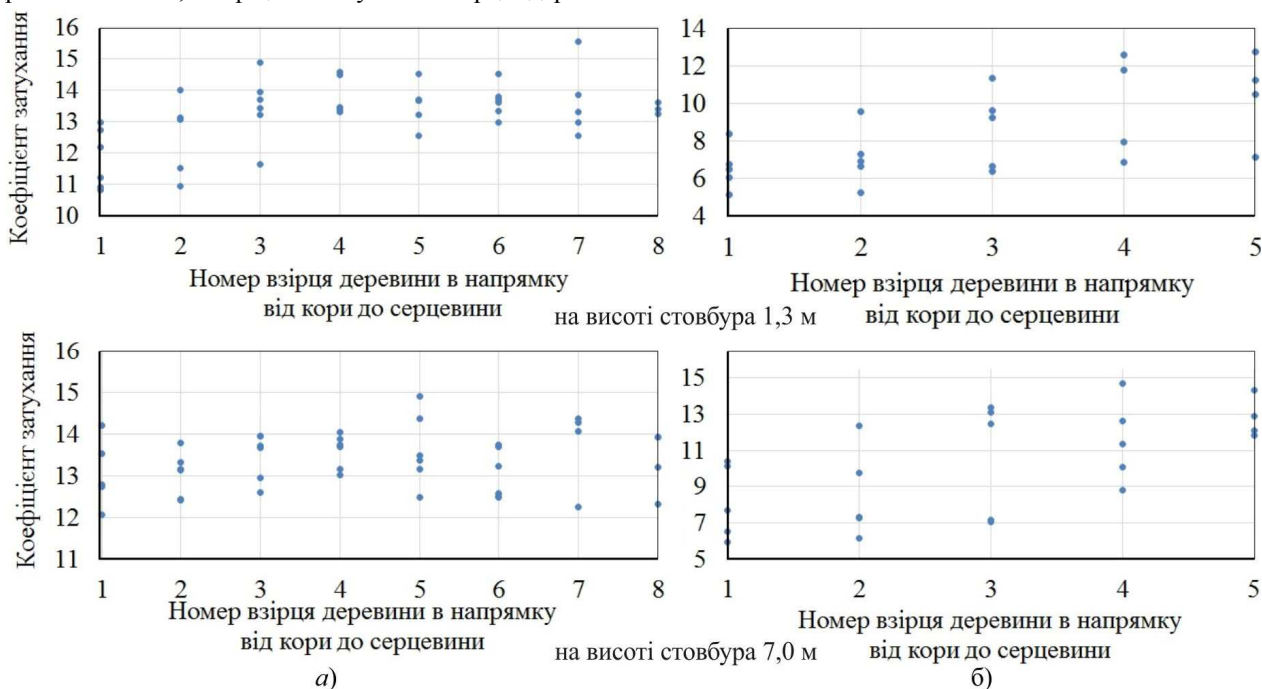 Коефіцієнт затухання
16
15
14
13
12
11
10
1 2 3 4 5 6 7 8
Номер взірця деревини в напрямку
від кори до серцевини
14
12
10
8
6
4
1 2 3 4 5
Номер взірця деревини в напрямку
від кори до серцевини
на висоті стовбура 1,3 м
Коефіцієнт затухання
16
15
14
13
12
11
1 2 3 4 5 6 7 8
Номер взірця деревини в напрямку
від кори до серцевини
15
13
11
9
7
5
1 2 3 4 5
Номер взірця деревини в напрямку
від кори до серцевини
на висоті стовбура 7,0 м
а) б)